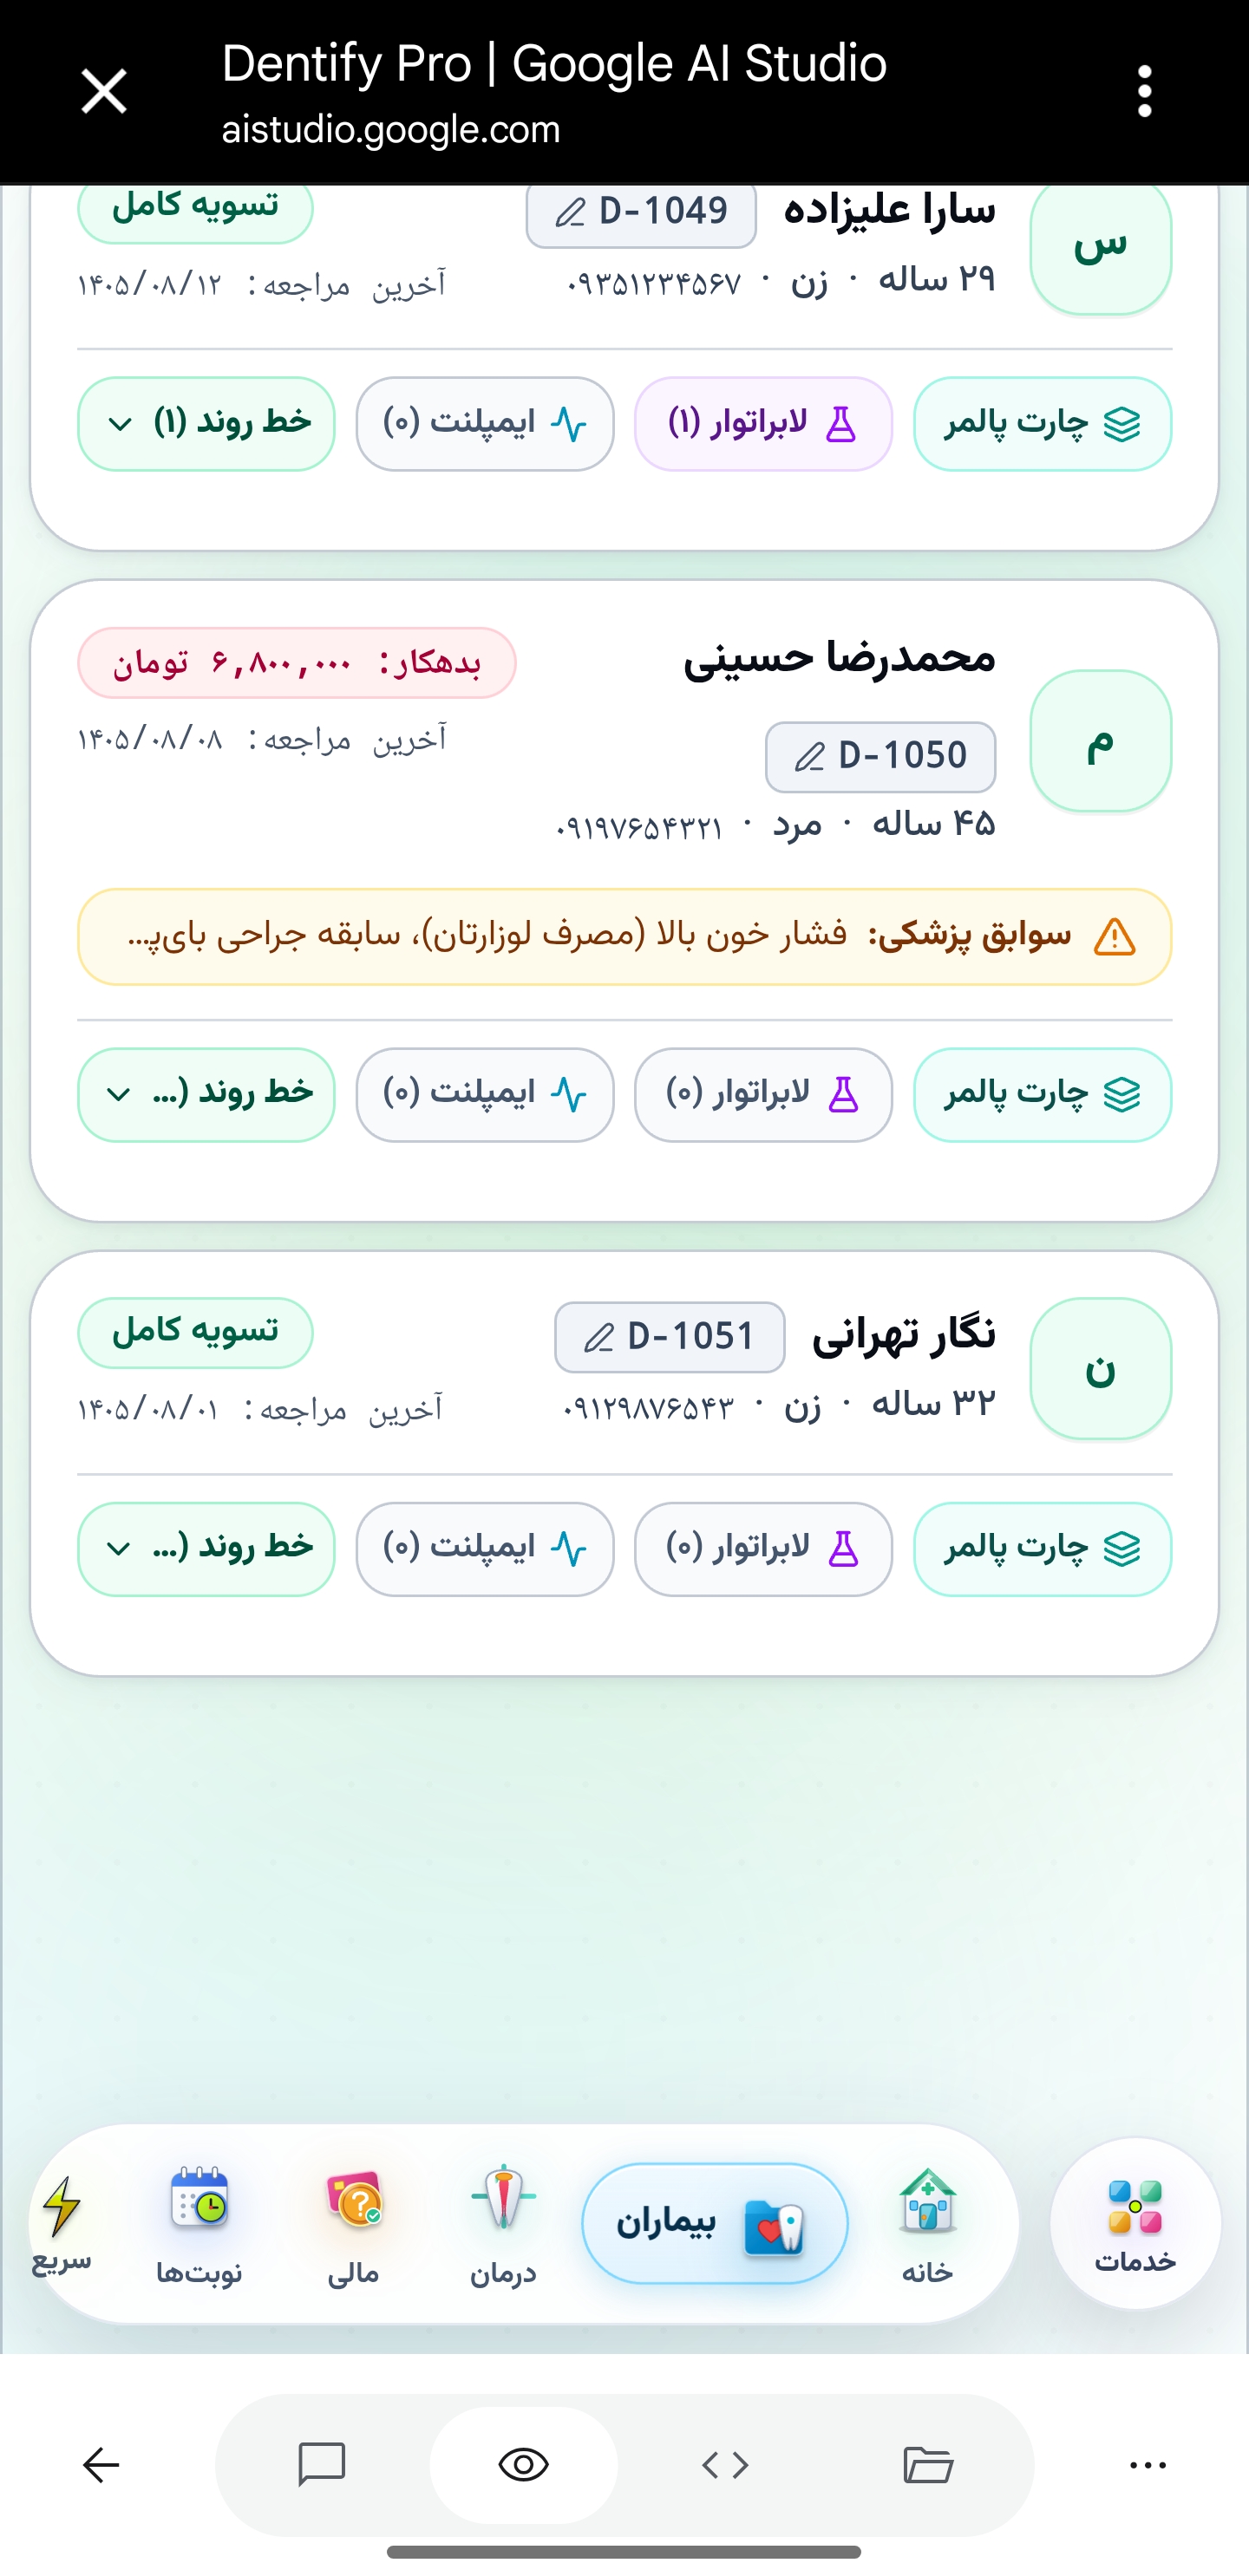 Dentify Pro | Google AI Studio
aistudio.google.com
س
سارا علیزاده D-1049
تسویه کامل
۲۹ ساله · زن · ۰۹۳۵۱۲۳۴۵۶۷
آخرین مراجعه: ۱۴۰۵/۰۸/۱۲
چارت پالمر
لابراتوار (۱)
ایمپلنت (۰)
خط روند (۱)
م
محمدرضا حسینی
بدهکار: ۶,۸۰۰,۰۰۰ تومان
D-1050
آخرین مراجعه: ۱۴۰۵/۰۸/۰۸
۴۵ ساله · مرد · ۰۹۱۹۷۶۵۴۳۲۱
سوابق پزشکی: فشار خون بالا (مصرف لوزارتان)، سابقه جراحی بای‌پ...
چارت پالمر
لابراتوار (۰)
ایمپلنت (۰)
خط روند (...
ن
نگار تهرانی D-1051
تسویه کامل
۳۲ ساله · زن · ۰۹۱۲۹۸۷۶۵۴۳
آخرین مراجعه: ۱۴۰۵/۰۸/۰۱
چارت پالمر
لابراتوار (۰)
ایمپلنت (۰)
خط روند (...
خدمات
خانه
بیماران
درمان
مالی
نوبت‌ها
سریع